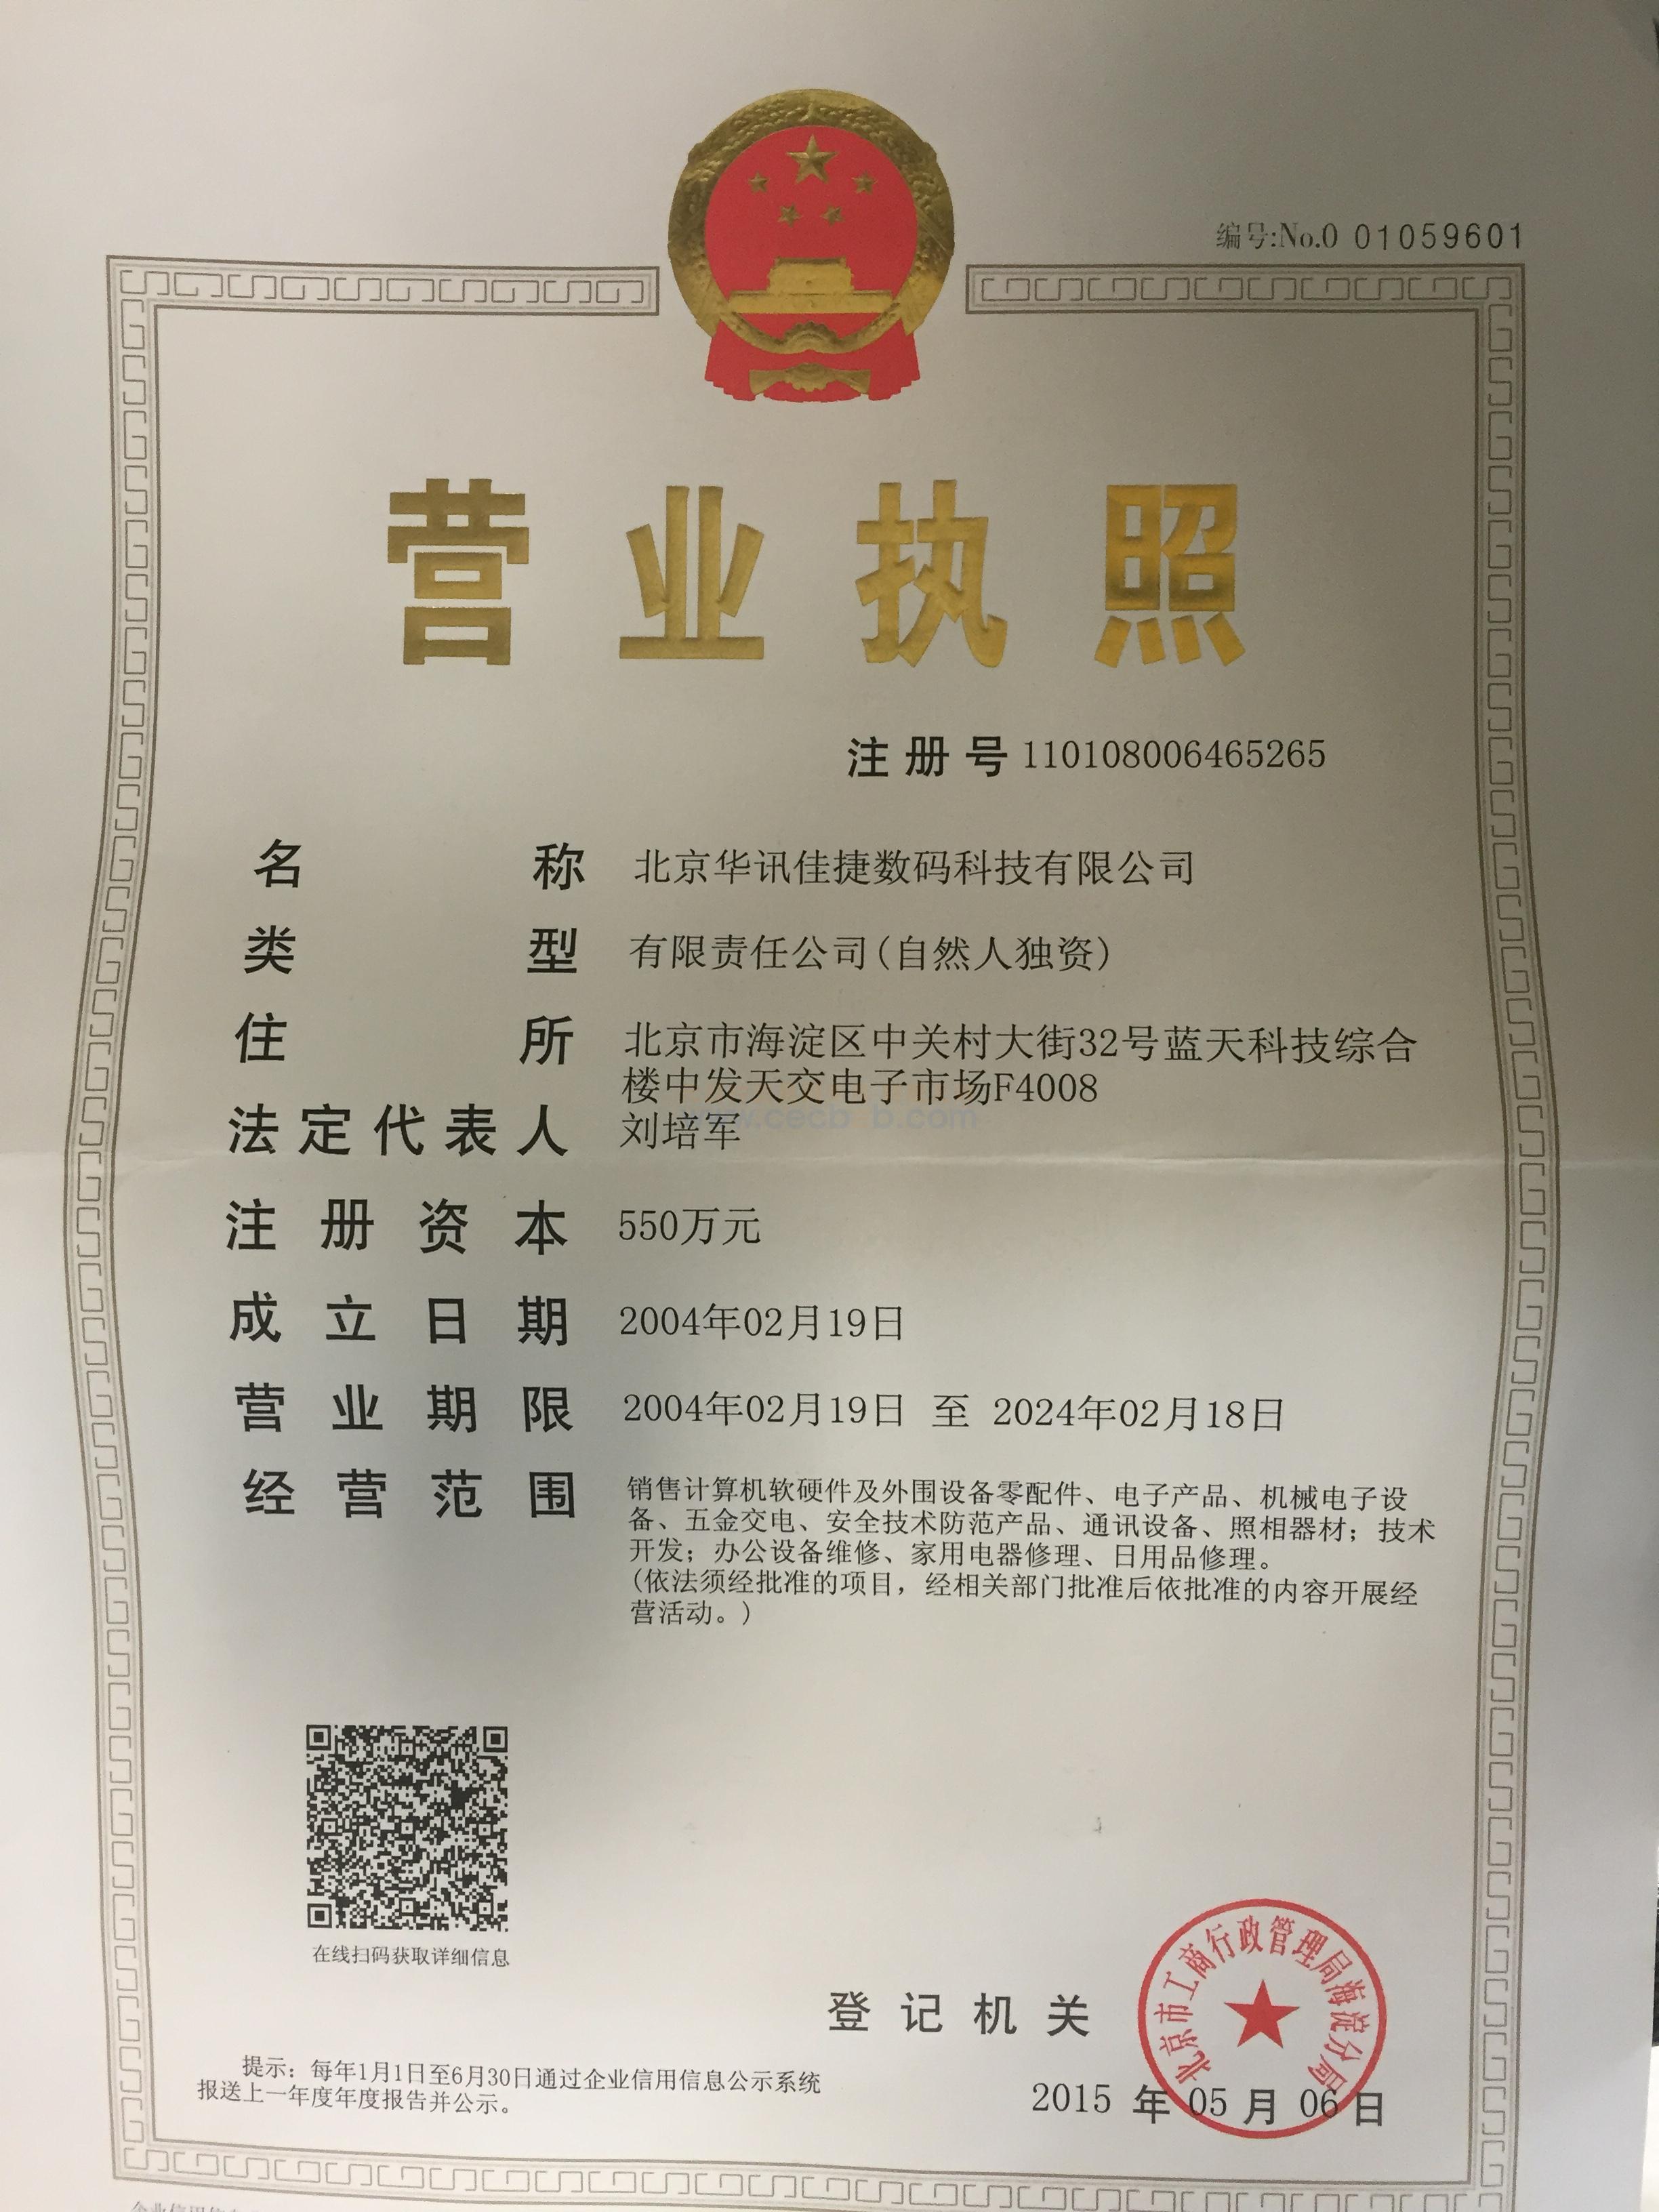 编号:No.0 01059601
营业执照
注册号 110108006465265
名称 北京华讯佳捷数码科技有限公司
类型 有限责任公司(自然人独资)
住所 北京市海淀区中关村大街32号蓝天科技综合
楼中发天交电子市场F4008
法定代表人 刘培军
注册资本 550万元
成立日期 2004年02月19日
营业期限 2004年02月19日 至 2024年02月18日
经营范围 销售计算机软硬件及外围设备零配件、电子产品、机械电子设
备、五金交电、安全技术防范产品、通讯设备、照相器材；技术
开发；办公设备维修、家用电器修理、日用品修理。
(依法须经批准的项目，经相关部门批准后依批准的内容开展经
营活动。)
在线扫码获取详细信息
登记机关
北京市工商行政管理局海淀分局
提示：每年1月1日至6月30日通过企业信用信息公示系统
报送上一年度年度报告并公示。
2015 年 05 月 06 日